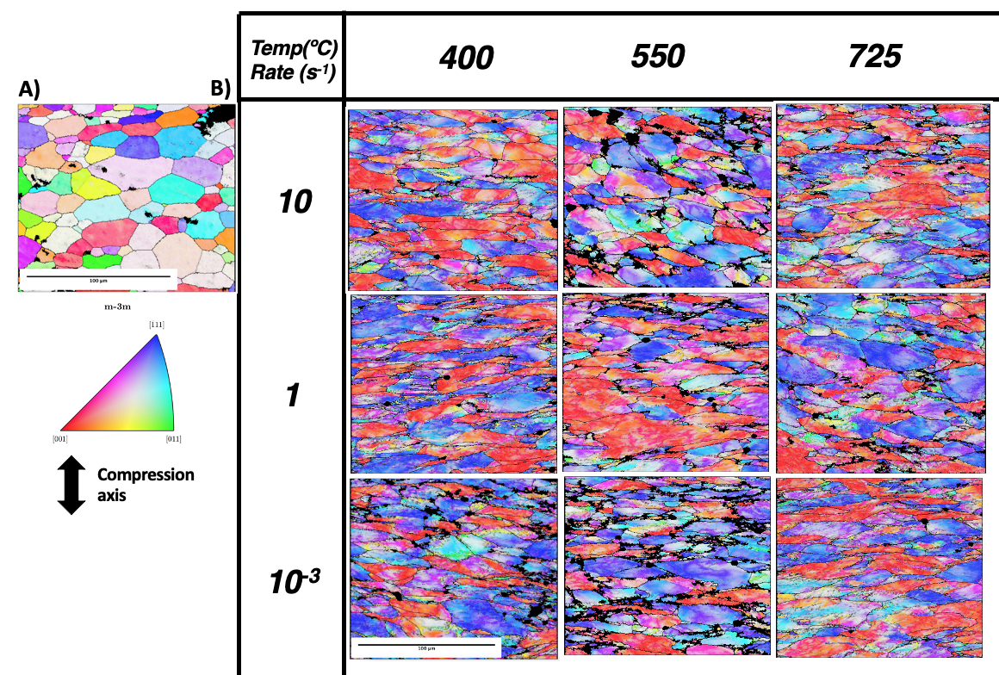 A)
B)
Temp(ºC)
Rate (s-1)
400
550
725
10
1
10-3
100 µm
m-3m
[111]
[001]
[011]
Compression
axis
100 µm